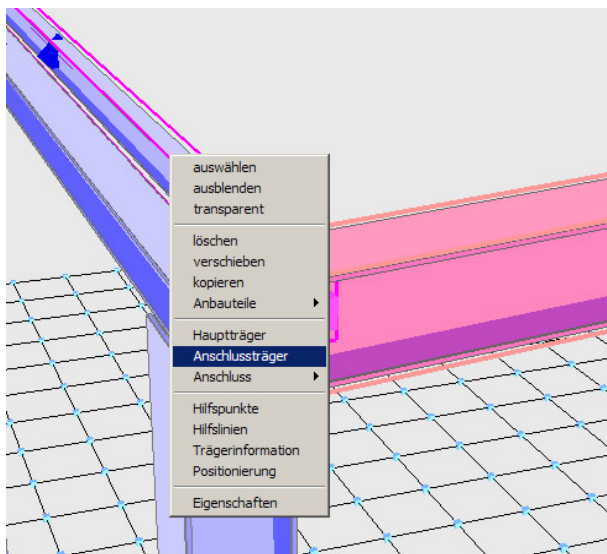 auswählen
ausblenden
transparent
löschen
verschieben
kopieren
Anbauteile
Hauptträger
Anschlussträger
Anschluss
Hilfspunkte
Hilfslinien
Trägerinformation
Positionierung
Eigenschaften